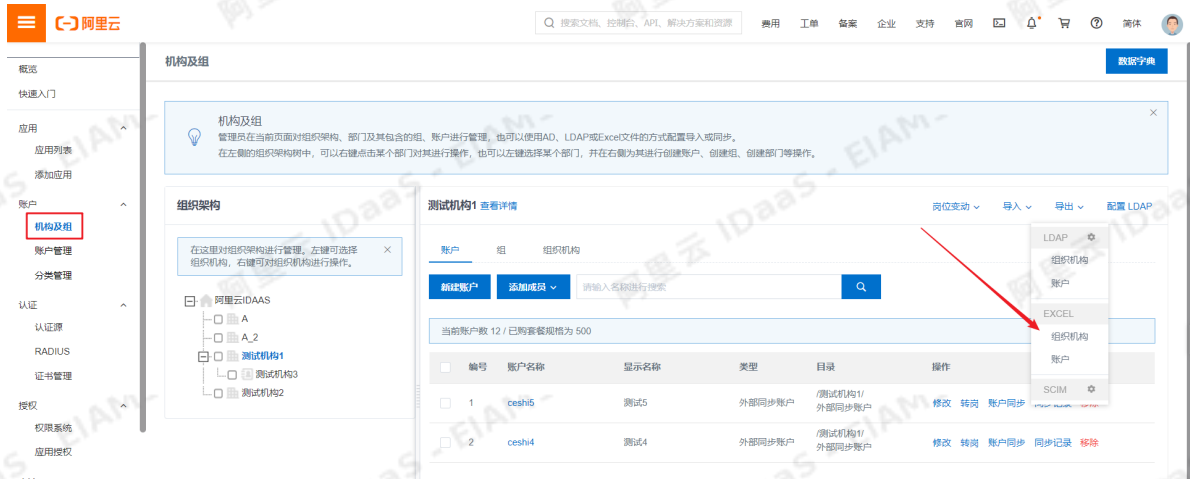 阿里云
搜索文档、控制台、API、解决方案和资源
费用 工单 备案 企业 支持 官网 简体
概览
快速入门
应用
应用列表
添加应用
账户
机构及组
账户管理
分类管理
认证
认证源
RADIUS
证书管理
授权
权限系统
应用授权
机构及组
数据字典
机构及组
管理员在当前页面对组织架构、部门及其包含的组、账户进行管理，也可以使用AD、LDAP或Excel文件的方式配置导入或同步。
在左侧的组织架构树中，可以右键点击某个部门对其进行操作，也可以左键选择某个部门，并在右侧为其进行创建账户、创建组、创建部门等操作。
组织架构
在这里对组织架构进行管理。左键可选择
组织机构，右键可对组织机构进行操作。
阿里云IDAAS
A
A_2
测试机构1
测试机构3
测试机构2
测试机构1 查看详情
岗位变动 导入 导出 配置 LDAP
账户 组 组织机构
新建账户 添加成员 请输入名称进行搜索
当前账户数 12 / 已购套餐规格为 500
编号 账户名称 显示名称 类型 目录 操作
1 ceshi5 测试5 外部同步账户 /测试机构1/
外部同步账户
修改 转岗 账户同步 同步记录 移除
2 ceshi4 测试4 外部同步账户 /测试机构1/
外部同步账户
修改 转岗 账户同步 同步记录 移除
LDAP
组织机构
账户
EXCEL
组织机构
账户
SCIM
阿里云 IDaaS - EIAM